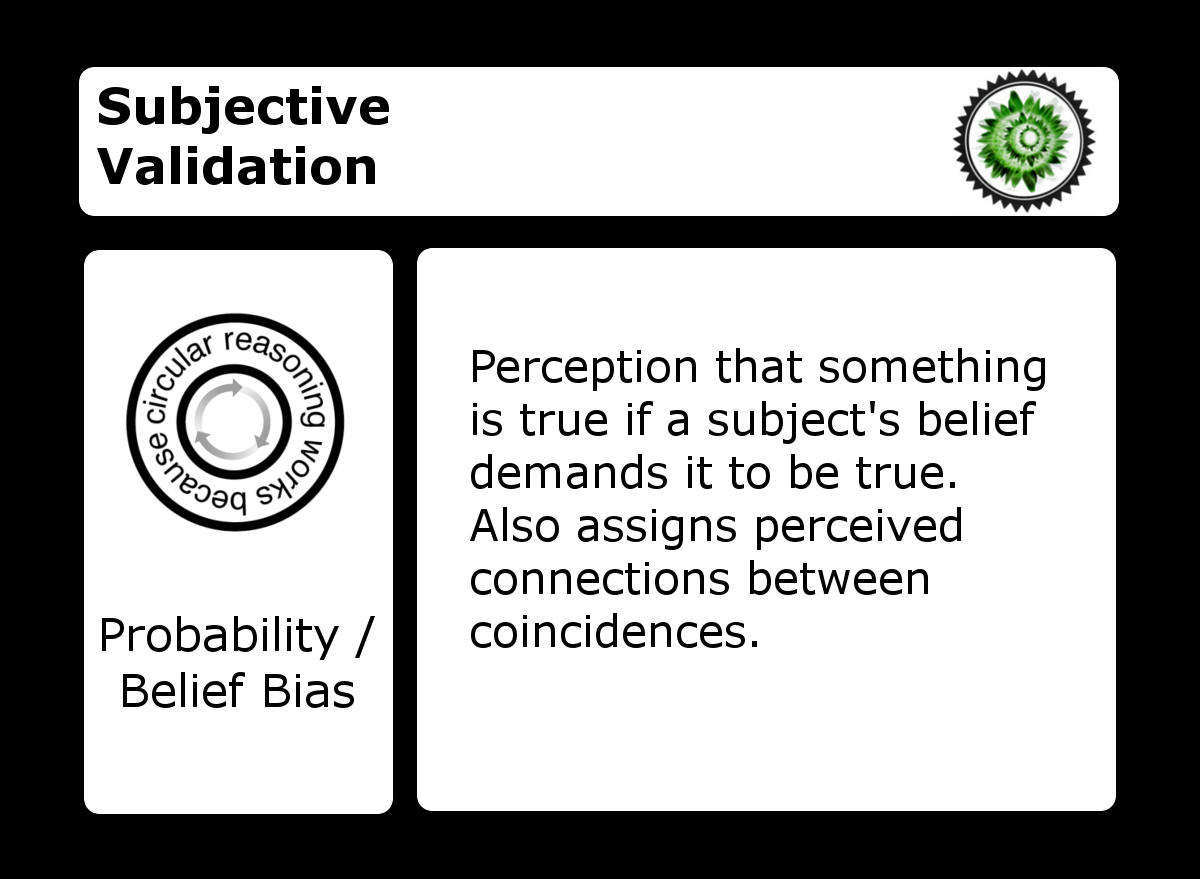 Subjective
Validation
circular reasoning works because
Probability /
Belief Bias
Perception that something
is true if a subject's belief
demands it to be true.
Also assigns perceived
connections between
coincidences.